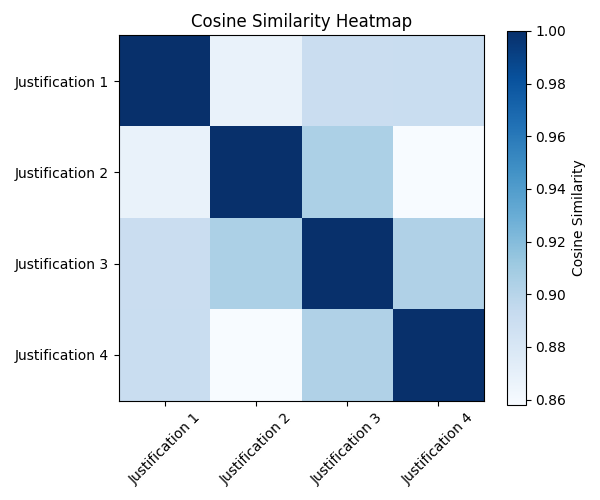 Cosine Similarity Heatmap
Justification 1
Justification 2
Justification 3
Justification 4
Justification 1
Justification 2
Justification 3
Justification 4
1.00
0.98
0.96
0.94
0.92
0.90
0.88
0.86
Cosine Similarity